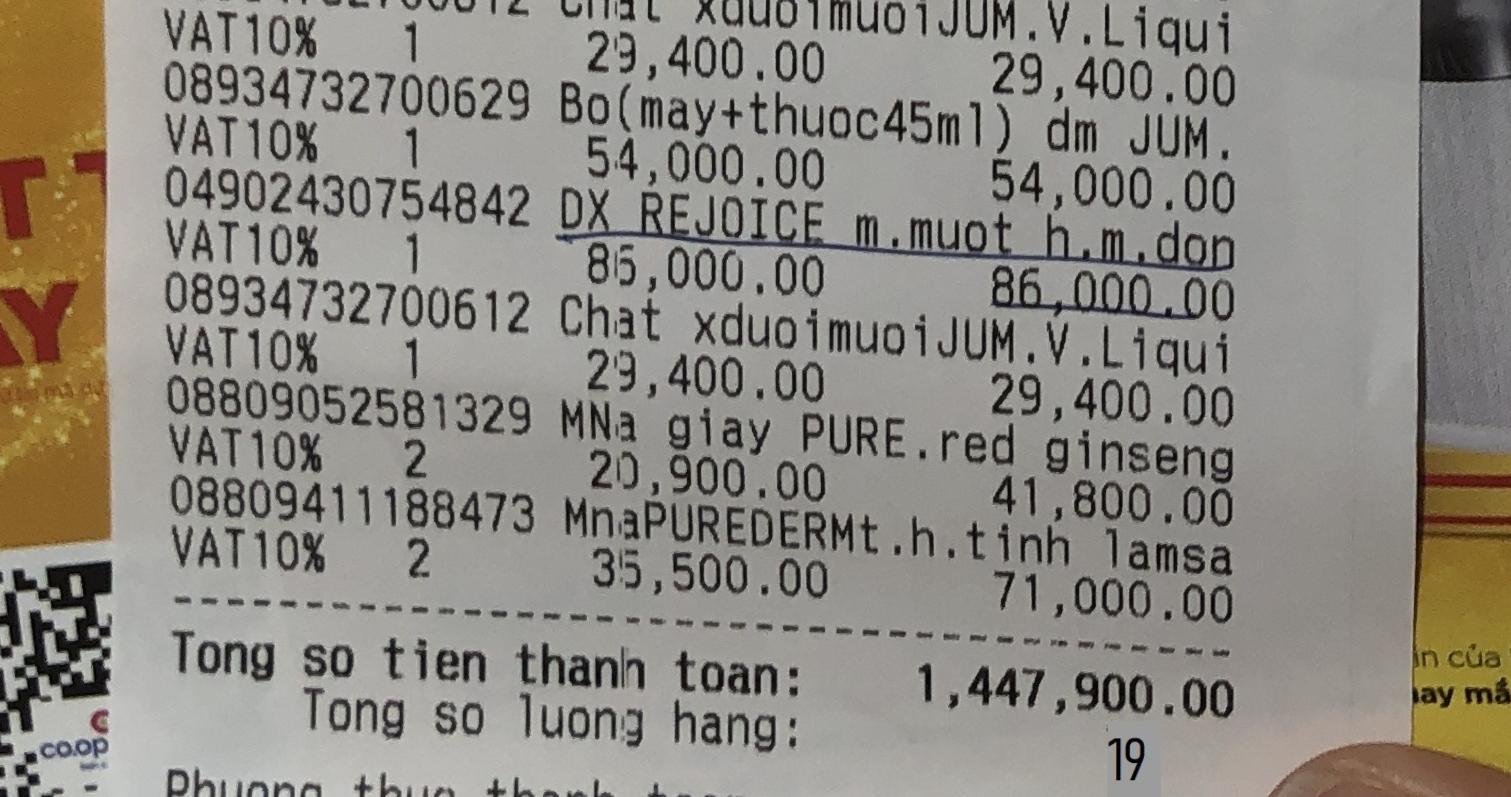 Chat xduoimuoiJUM.V.Liqui
VAT10% 1 29,400.00 29,400.00
08934732700629 Bo(may+thuoc45ml) dm JUM.
VAT10% 1 54,000.00 54,000.00
04902430754842 DX REJOICE m.muot h.m.don
VAT10% 1 86,000.00 86,000.00
08934732700612 Chat xduoimuoiJUM.V.Liqui
VAT10% 1 29,400.00 29,400.00
08809052581329 MNa giay PURE.red ginseng
VAT10% 2 20,900.00 41,800.00
08809411188473 MnaPUREDERMt.h.tinh lamsa
VAT10% 2 35,500.00 71,000.00
Tong so tien thanh toan: 1,447,900.00
Tong so luong hang: 19
Phuong thuc thanh
co.op
của